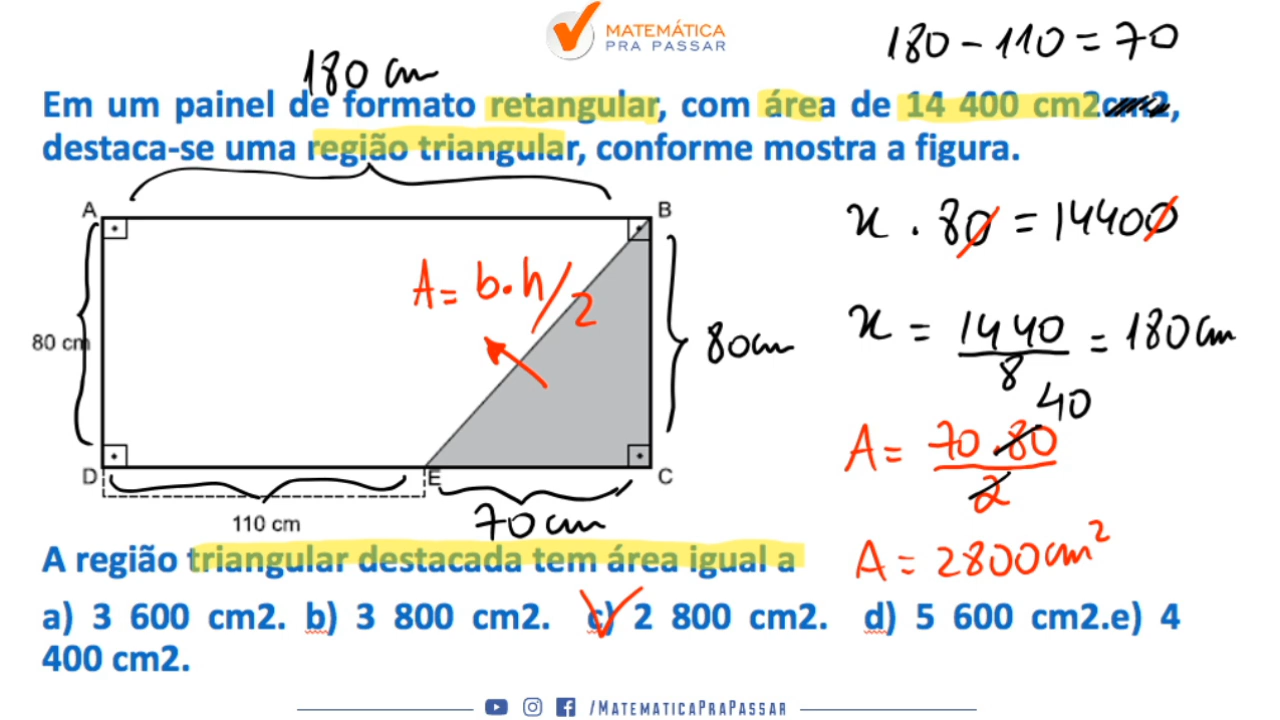 MATEMÁTICA
PRA PASSAR
180 - 110 = 70
180 cm
Em um painel de formato retangular, com área de 14 400 cm2cm2,
destaca-se uma região triangular, conforme mostra a figura.
A
B
x . 80 = 14400
A = b.h/2
80 cm
80cm
x = 1440/8 = 180cm
40
A = 70.80/2
D
E
C
110 cm
70cm
A região triangular destacada tem área igual a
A = 2800cm²
a) 3 600 cm2. b) 3 800 cm2. c) 2 800 cm2. d) 5 600 cm2.e) 4
400 cm2.
/MATEMATICAPRAPASSAR